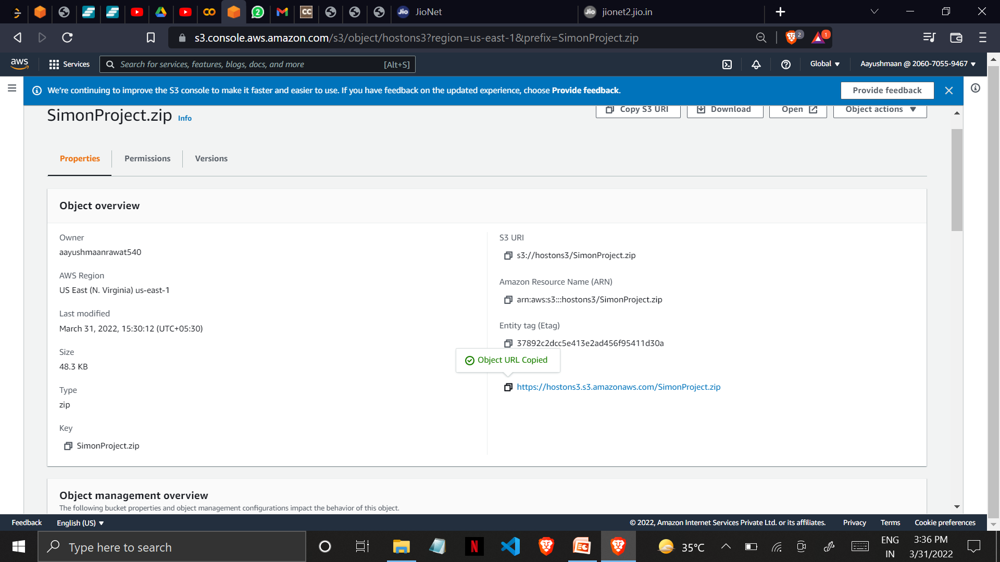 JioNet
jionet2.jio.in
s3.console.aws.amazon.com/s3/object/hostons3?region=us-east-1&prefix=SimonProject.zip
2
1
aws
Services
Search for services, features, blogs, docs, and more
[Alt+S]
Global
Aayushmaan @ 2060-7055-9467
We're continuing to improve the S3 console to make it faster and easier to use. If you have feedback on the updated experience, choose Provide feedback.
Provide feedback
SimonProject.zip
Info
Copy S3 URI
Download
Open
Object actions
Properties
Permissions
Versions
Object overview
Owner
aayushmaanrawat540
AWS Region
US East (N. Virginia) us-east-1
Last modified
March 31, 2022, 15:30:12 (UTC+05:30)
Size
48.3 KB
Type
zip
Key
SimonProject.zip
S3 URI
s3://hostons3/SimonProject.zip
Amazon Resource Name (ARN)
arn:aws:s3:::hostons3/SimonProject.zip
Entity tag (Etag)
37892c2dcc5e413e2ad456f95411d30a
Object URL Copied
https://hostons3.s3.amazonaws.com/SimonProject.zip
Object management overview
The following bucket properties and object management configurations impact the behavior of this object.
Feedback
English (US)
© 2022, Amazon Internet Services Private Ltd. or its affiliates.
Privacy
Terms
Cookie preferences
Type here to search
35°C
ENG
IN
3:36 PM
3/31/2022